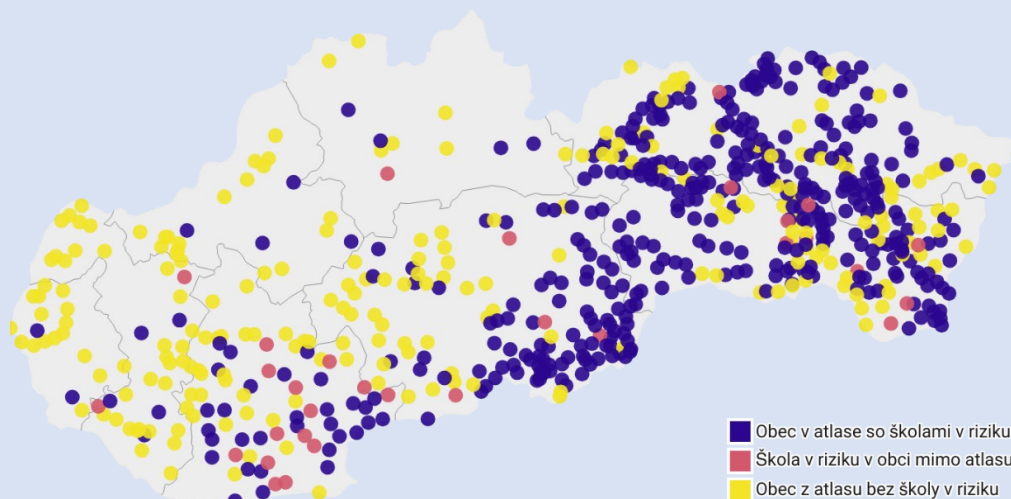 Obec v atlase so školami v riziku
Škola v riziku v obci mimo atlasu
Obec z atlasu bez školy v riziku